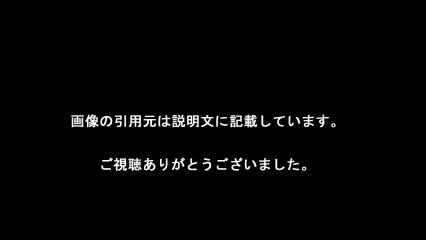 画像の引用元は説明文に記載しています。
ご視聴ありがとうございました。